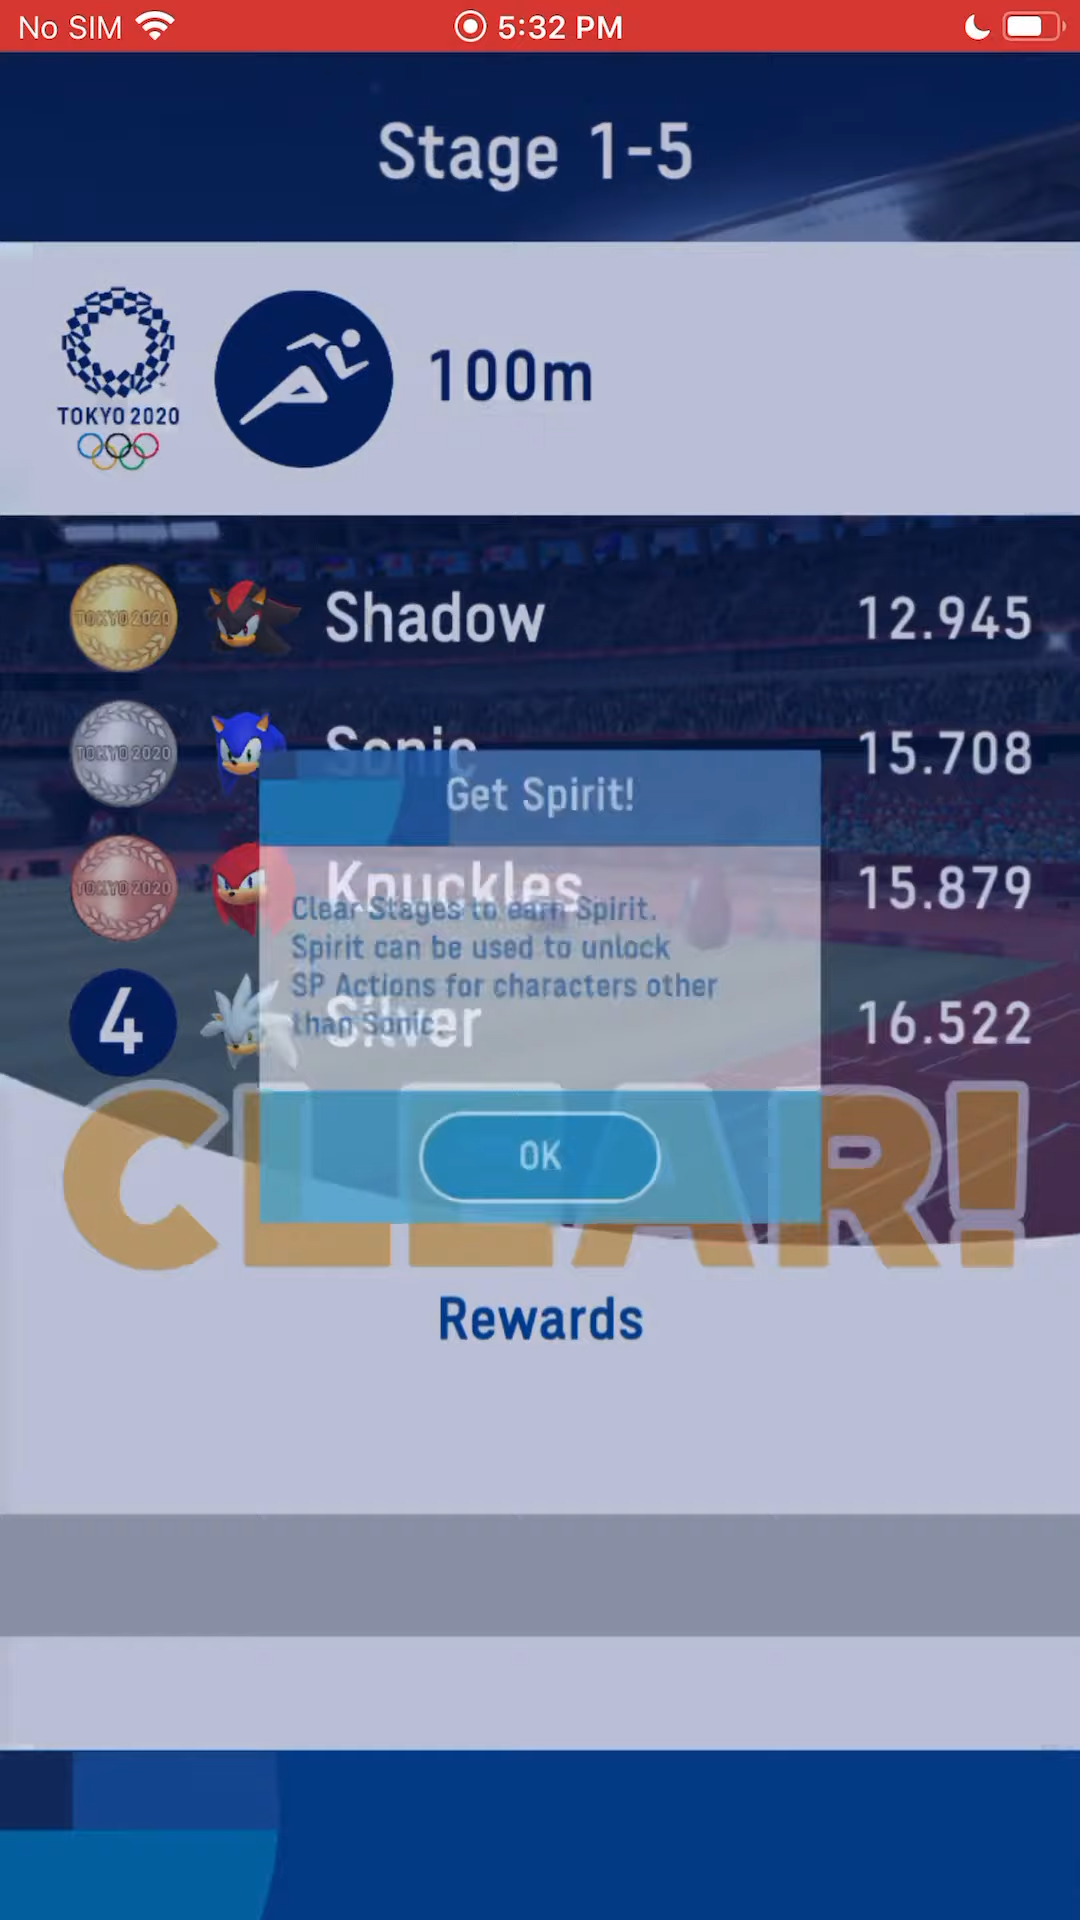 No SIM 5:32 PM
Stage 1-5
TOKYO 2020
100m
TOKYO 2020 Shadow 12.945
TOKYO 2020 Sonic 15.708
Get Spirit!
TOKYO 2020 Knuckles 15.879
Clear Stages to earn Spirit.
Spirit can be used to unlock
SP Actions for characters other
than Sonic.
4 Silver 16.522
CLEAR!
OK
Rewards